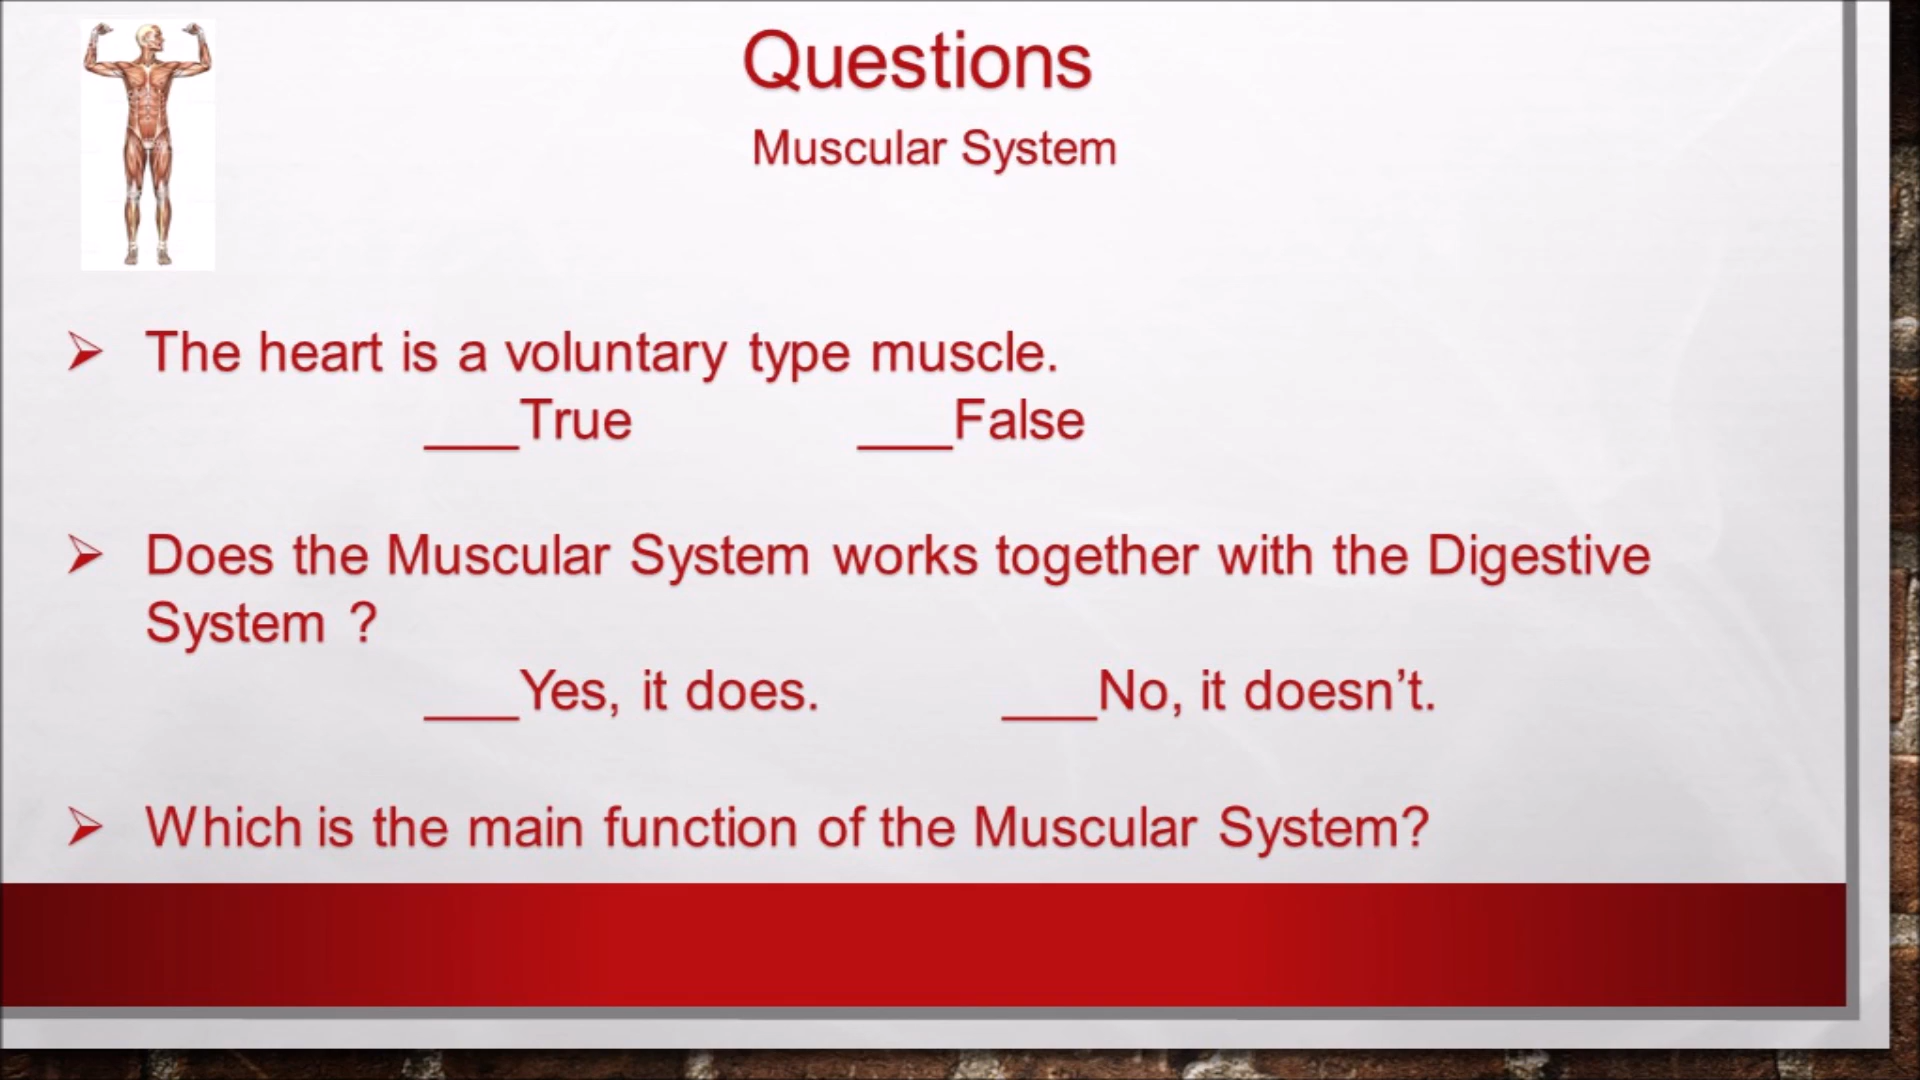 Questions
Muscular System
➢ The heart is a voluntary type muscle.
___True ___False
➢ Does the Muscular System works together with the Digestive
System ?
___Yes, it does. ___No, it doesn’t.
➢ Which is the main function of the Muscular System?